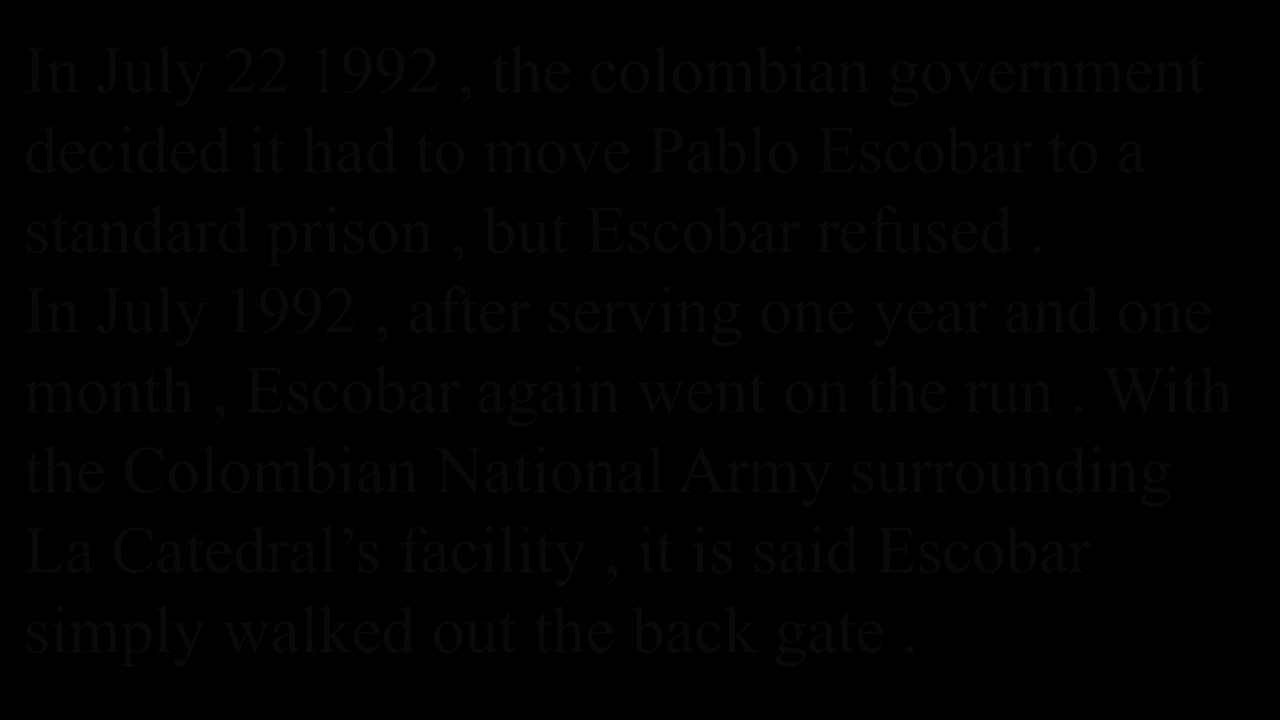 In July 22 1992 , the colombian government
decided it had to move Pablo Escobar to a
standard prison , but Escobar refused .
In July 1992 , after serving one year and one
month , Escobar again went on the run . With
the Colombian National Army surrounding
La Catedral’s facility , it is said Escobar
simply walked out the back gate .